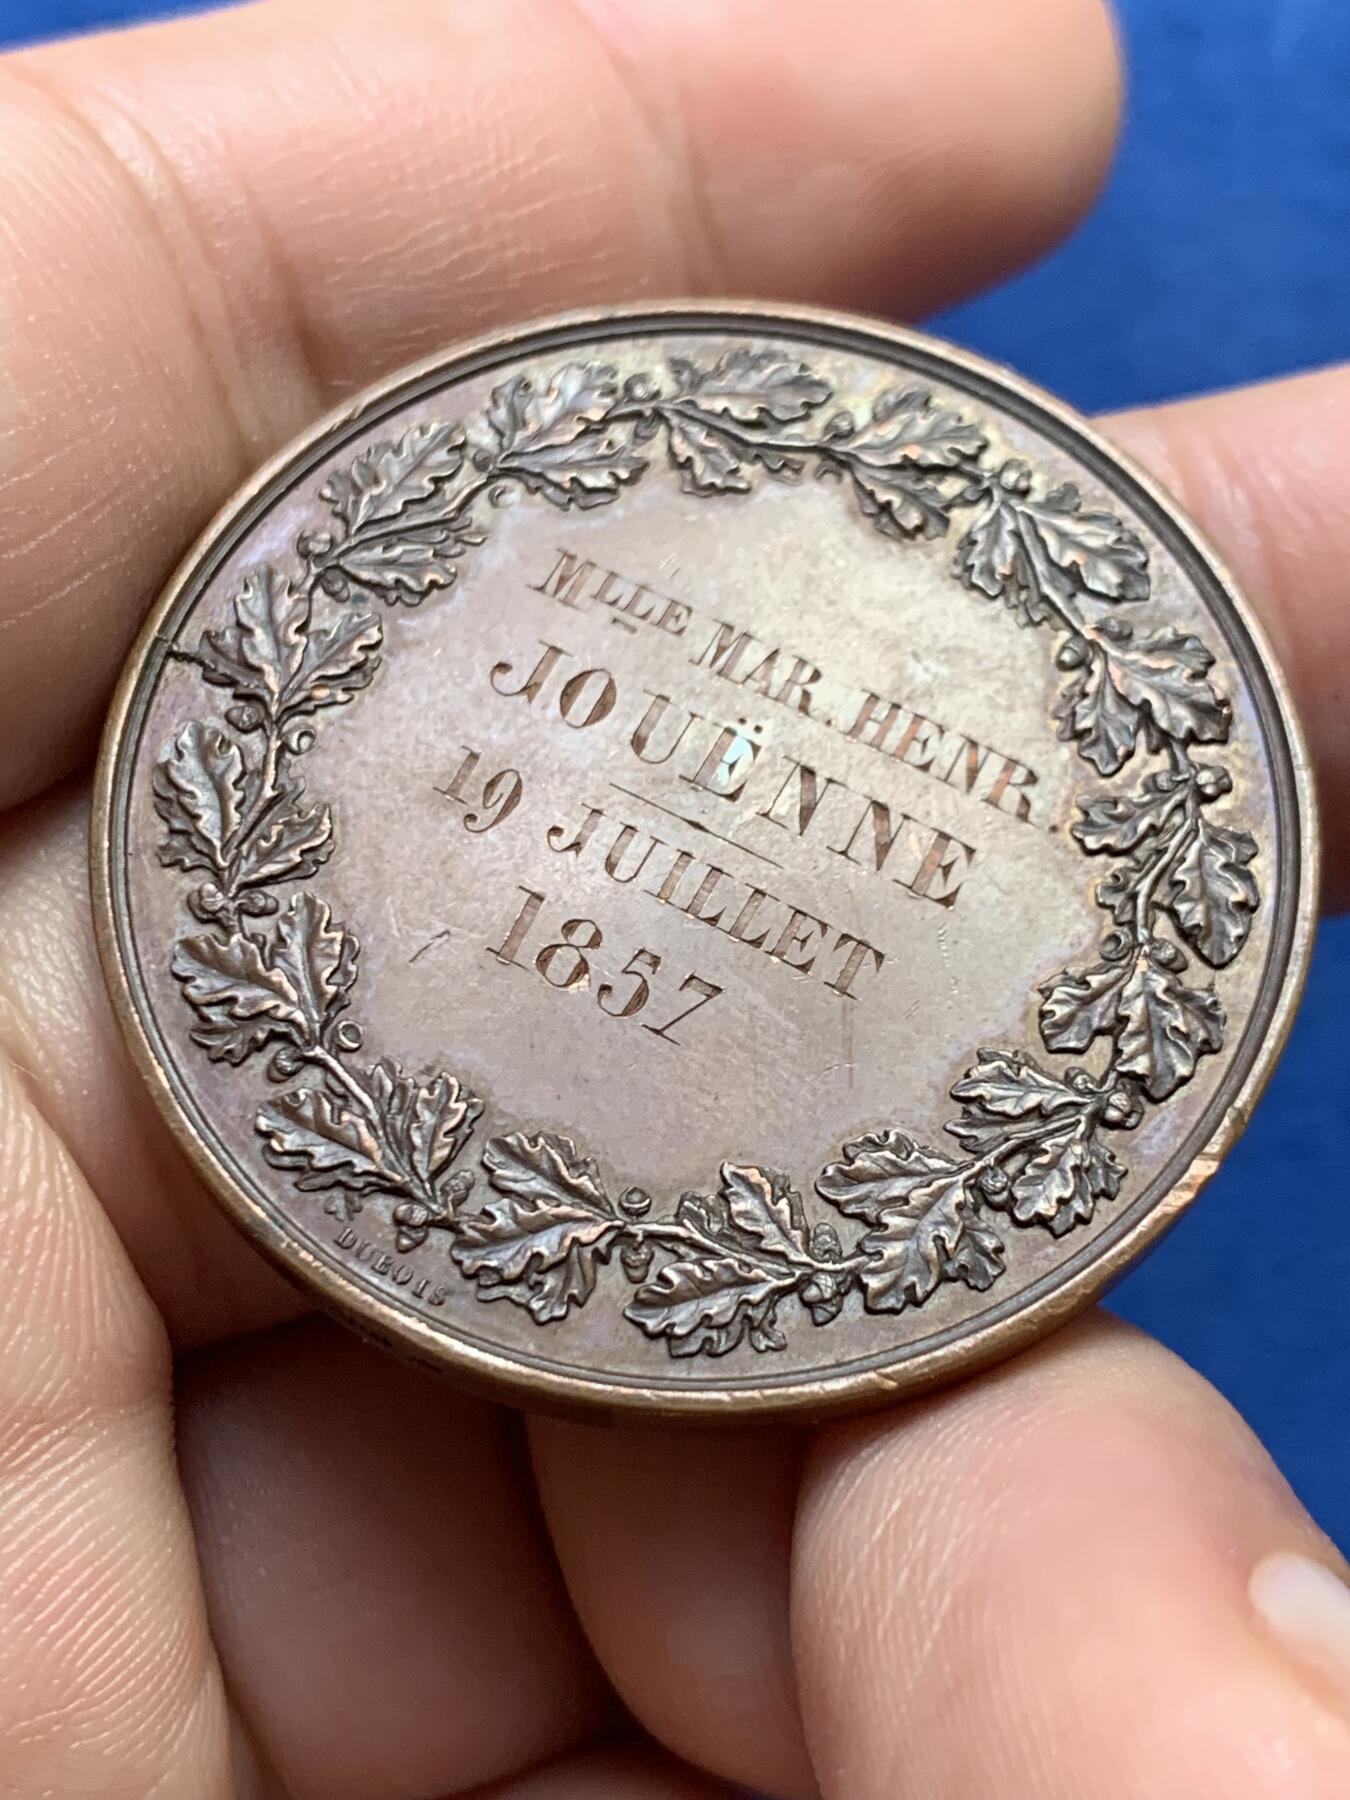 MLLE MAR. HENR.
JOUËNNE
19 JUILLET
1857
DUBOIS